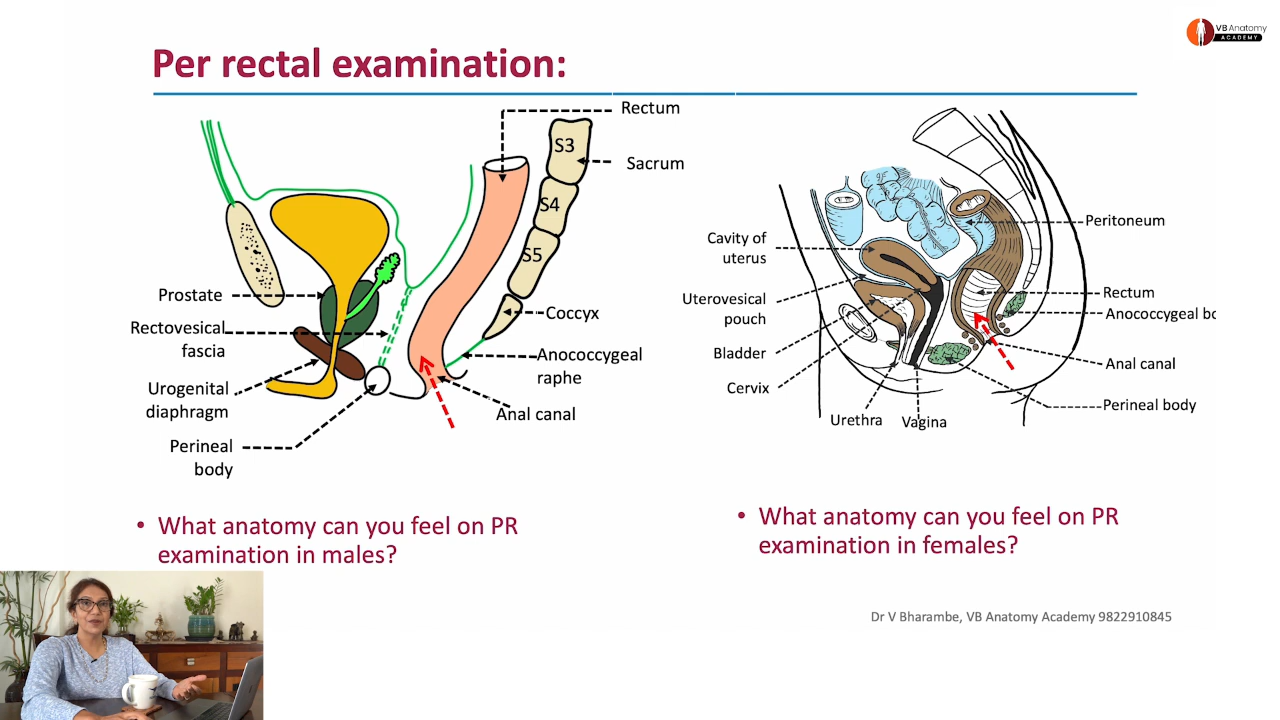 VB Anatomy
ACADEMY
Per rectal examination:
Rectum
S3
Sacrum
S4
S5
Prostate
Rectovesical
fascia
Coccyx
Anococcygeal
raphe
Urogenital
diaphragm
Anal canal
Perineal
body
Peritoneum
Cavity of
uterus
Rectum
Uterovesical
pouch
Anococcygeal bo
Bladder
Anal canal
Cervix
Perineal body
Urethra
Vagina
• What anatomy can you feel on PR
examination in males?
• What anatomy can you feel on PR
examination in females?
Dr V Bharambe, VB Anatomy Academy 9822910845